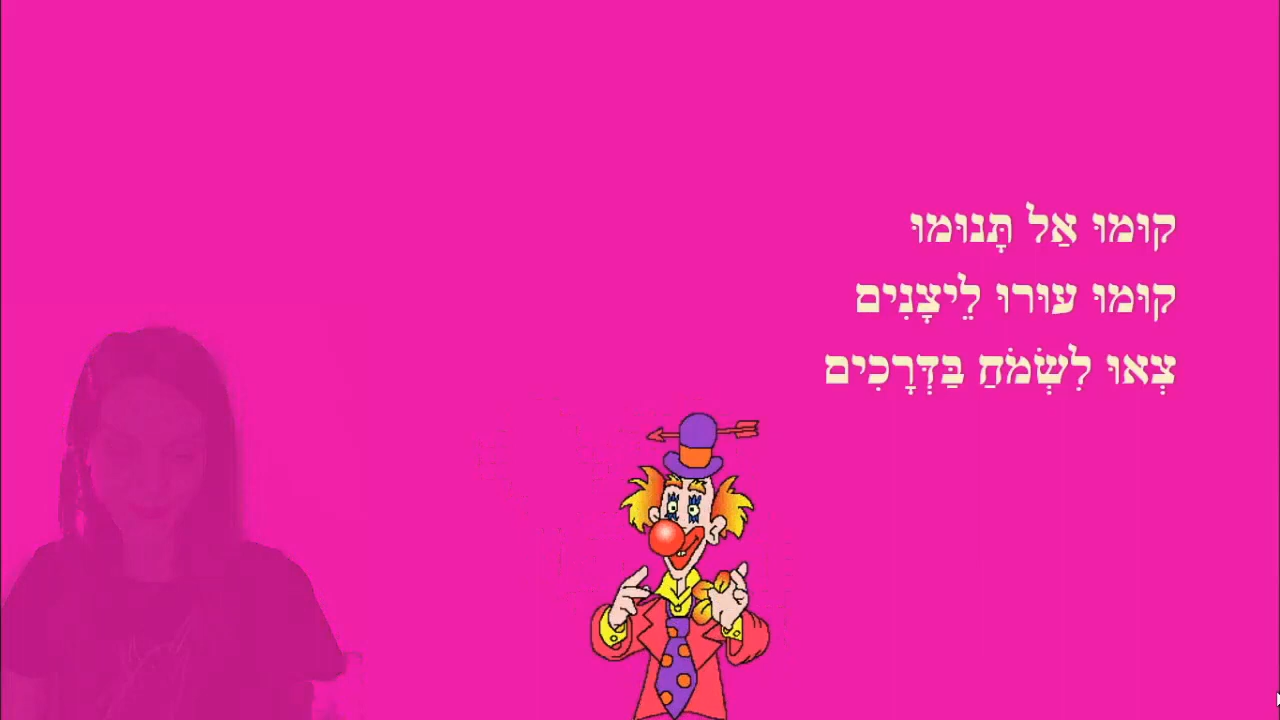 קוּמוּ אַל תָּנוּמוּ
קוּמוּ עוּרוּ לֵיצָנִים
צְאוּ לִשְׂמֹחַ בַּדְּרָכִים